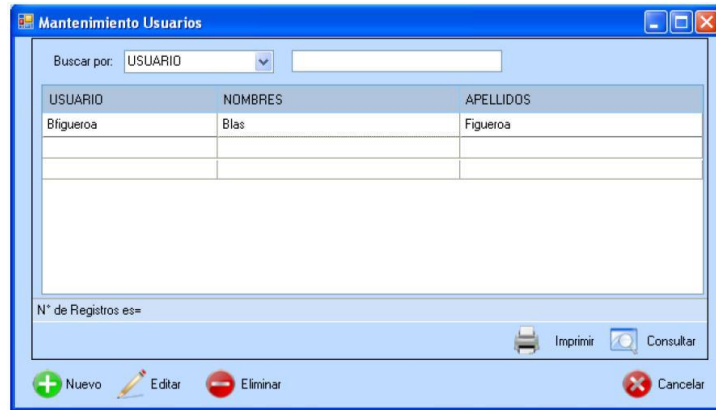 Mantenimiento Usuarios
Buscar por: USUARIO
USUARIO NOMBRES APELLIDOS
Bfigueroa Blas Figueroa
N° de Registros es=
Imprimir Consultar
Nuevo Editar Eliminar Cancelar